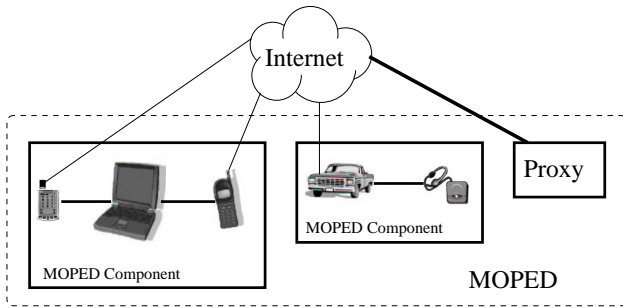 Internet
Proxy
MOPED Component
MOPED Component
MOPED